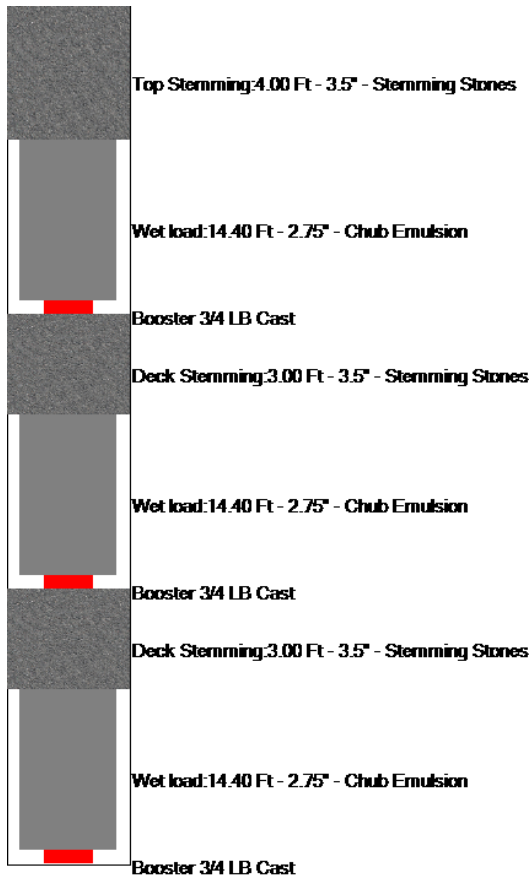 Top Stemming:4.00 Ft - 3.5" - Stemming Stones
Wet load:14.40 Ft - 2.75" - Chub Emulsion
Booster 3/4 LB Cast
Deck Stemming:3.00 Ft - 3.5" - Stemming Stones
Wet load:14.40 Ft - 2.75" - Chub Emulsion
Booster 3/4 LB Cast
Deck Stemming:3.00 Ft - 3.5" - Stemming Stones
Wet load:14.40 Ft - 2.75" - Chub Emulsion
Booster 3/4 LB Cast